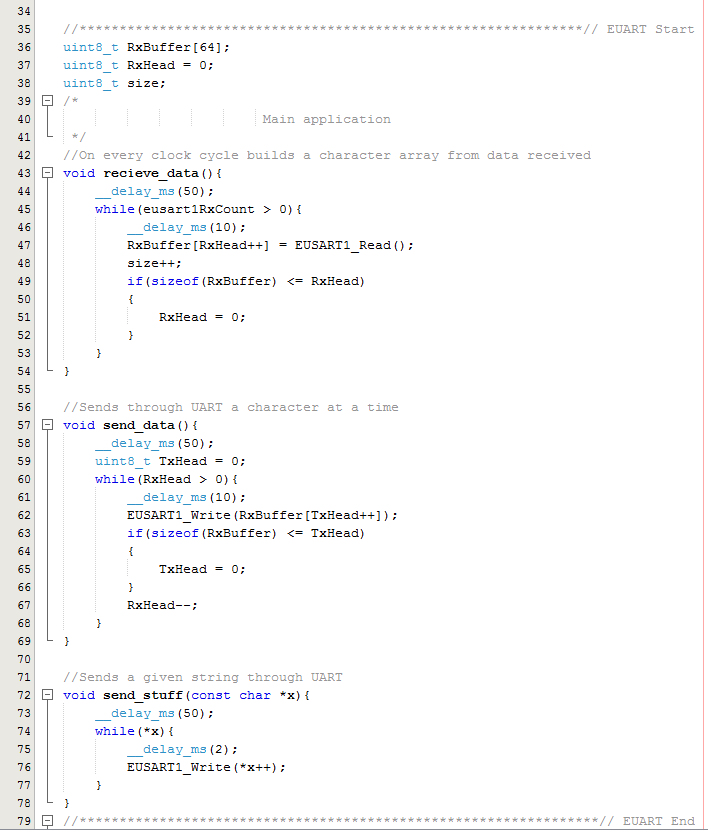 34
35 //***************************************************************// EUART Start
36 uint8_t RxBuffer[64];
37 uint8_t RxHead = 0;
38 uint8_t size;
39 /*
40 Main application
41 */
42 //On every clock cycle builds a character array from data received
43 void recieve_data(){
44 __delay_ms(50);
45 while(eusart1RxCount > 0){
46 __delay_ms(10);
47 RxBuffer[RxHead++] = EUSART1_Read();
48 size++;
49 if(sizeof(RxBuffer) <= RxHead)
50 {
51 RxHead = 0;
52 }
53 }
54 }
55
56 //Sends through UART a character at a time
57 void send_data(){
58 __delay_ms(50);
59 uint8_t TxHead = 0;
60 while(RxHead > 0){
61 __delay_ms(10);
62 EUSART1_Write(RxBuffer[TxHead++]);
63 if(sizeof(RxBuffer) <= TxHead)
64 {
65 TxHead = 0;
66 }
67 RxHead--;
68 }
69 }
70
71 //Sends a given string through UART
72 void send_stuff(const char *x){
73 __delay_ms(50);
74 while(*x){
75 __delay_ms(2);
76 EUSART1_Write(*x++);
77 }
78 }
79 //*****************************************************************// EUART End